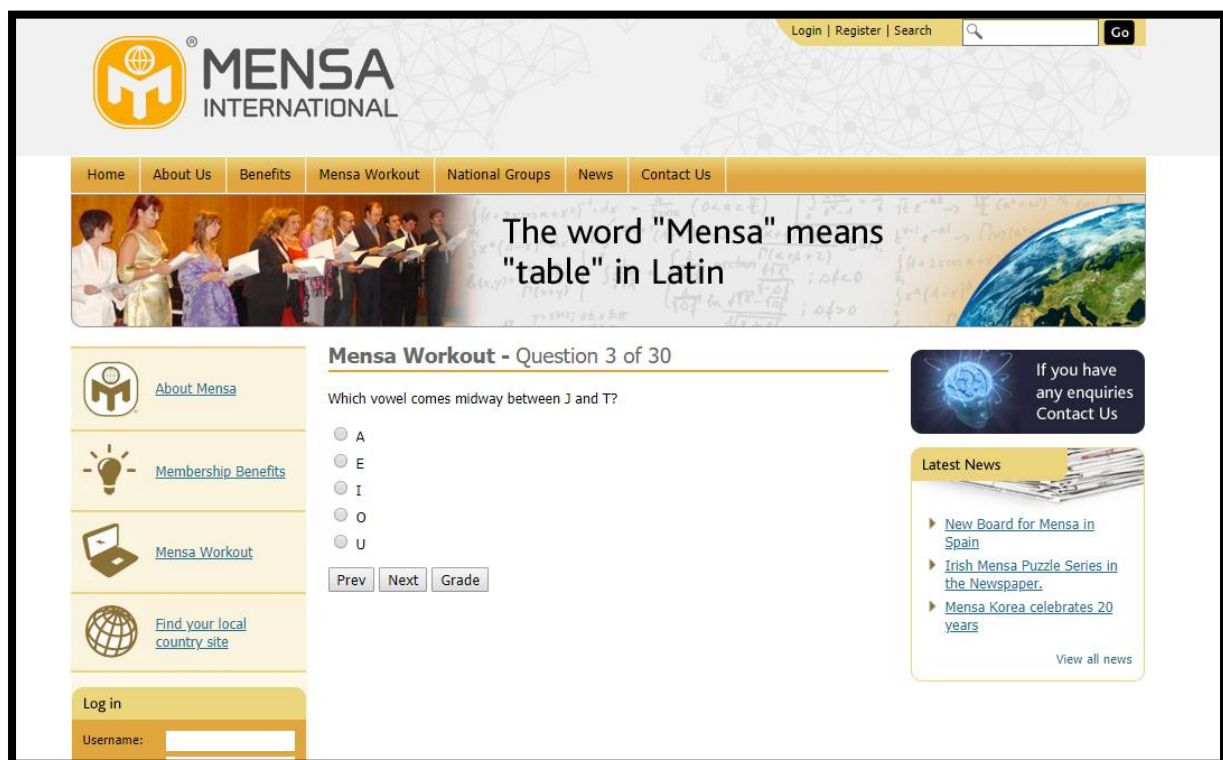 Login | Register | Search
Go
®
MENSA
INTERNATIONAL
Home
About Us
Benefits
Mensa Workout
National Groups
News
Contact Us
The word "Mensa" means
"table" in Latin
About Mensa
Membership Benefits
Mensa Workout
Find your local
country site
Log in
Username:
Mensa Workout - Question 3 of 30
Which vowel comes midway between J and T?
A
E
I
O
U
Prev
Next
Grade
If you have
any enquiries
Contact Us
Latest News
New Board for Mensa in
Spain
Irish Mensa Puzzle Series in
the Newspaper.
Mensa Korea celebrates 20
years
View all news